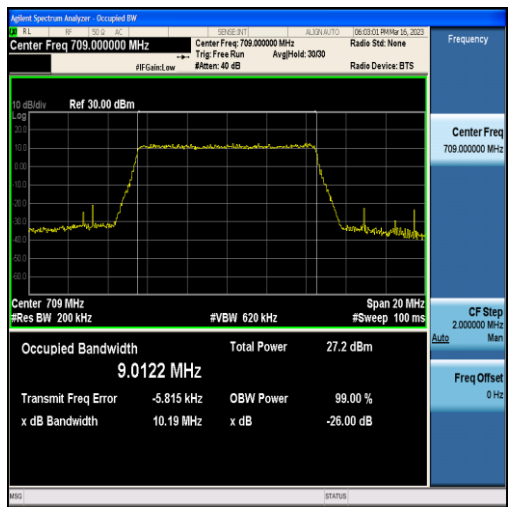 Agilent Spectrum Analyzer - Occupied BW
RL RF 50 Ω AC SENSE:INT ALIGN AUTO 06:03:01 PM Mar 16, 2023
Center Freq 709.000000 MHz Center Freq: 709.000000 MHz Radio Std: None Frequency
Trig: Free Run Avg|Hold: 30/30
#IFGain:Low #Atten: 40 dB Radio Device: BTS
10 dB/div Ref 30.00 dBm
Log
20.0
10.0
0.00
-10.0
-20.0
-30.0
-40.0
-50.0
-60.0
Center Freq
709.000000 MHz
Center 709 MHz Span 20 MHz
#Res BW 200 kHz #VBW 620 kHz #Sweep 100 ms
CF Step
2.000000 MHz
Auto Man
Occupied Bandwidth Total Power 27.2 dBm
9.0122 MHz
Transmit Freq Error -5.815 kHz OBW Power 99.00 %
x dB Bandwidth 10.19 MHz x dB -26.00 dB
Freq Offset
0 Hz
MSG STATUS